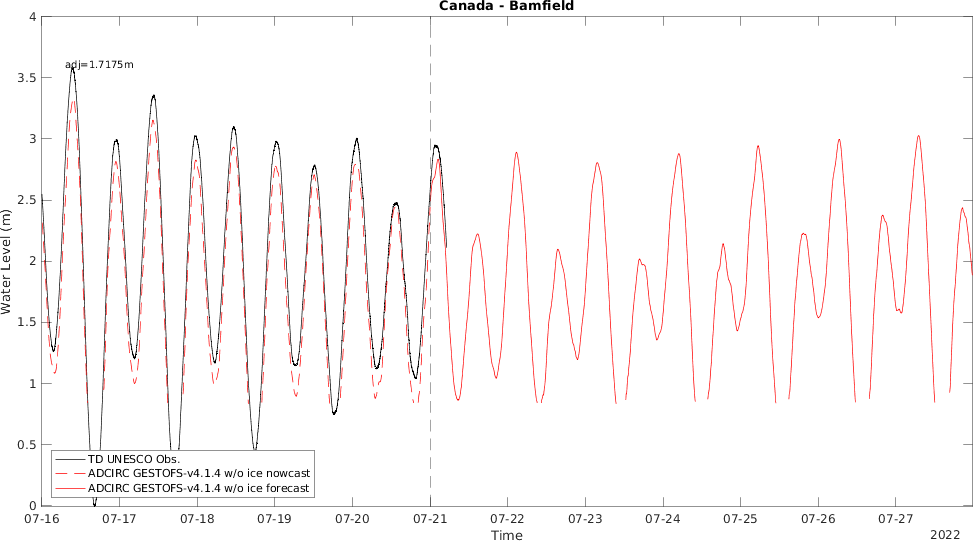 Canada - Bamfield
adj=1.7175m
4
3.5
3
2.5
2
1.5
1
0.5
0
Water Level (m)
TD UNESCO Obs.
ADCIRC GESTOFS-v4.1.4 w/o ice nowcast
ADCIRC GESTOFS-v4.1.4 w/o ice forecast
07-16 07-17 07-18 07-19 07-20 07-21 07-22 07-23 07-24 07-25 07-26 07-27
Time
2022